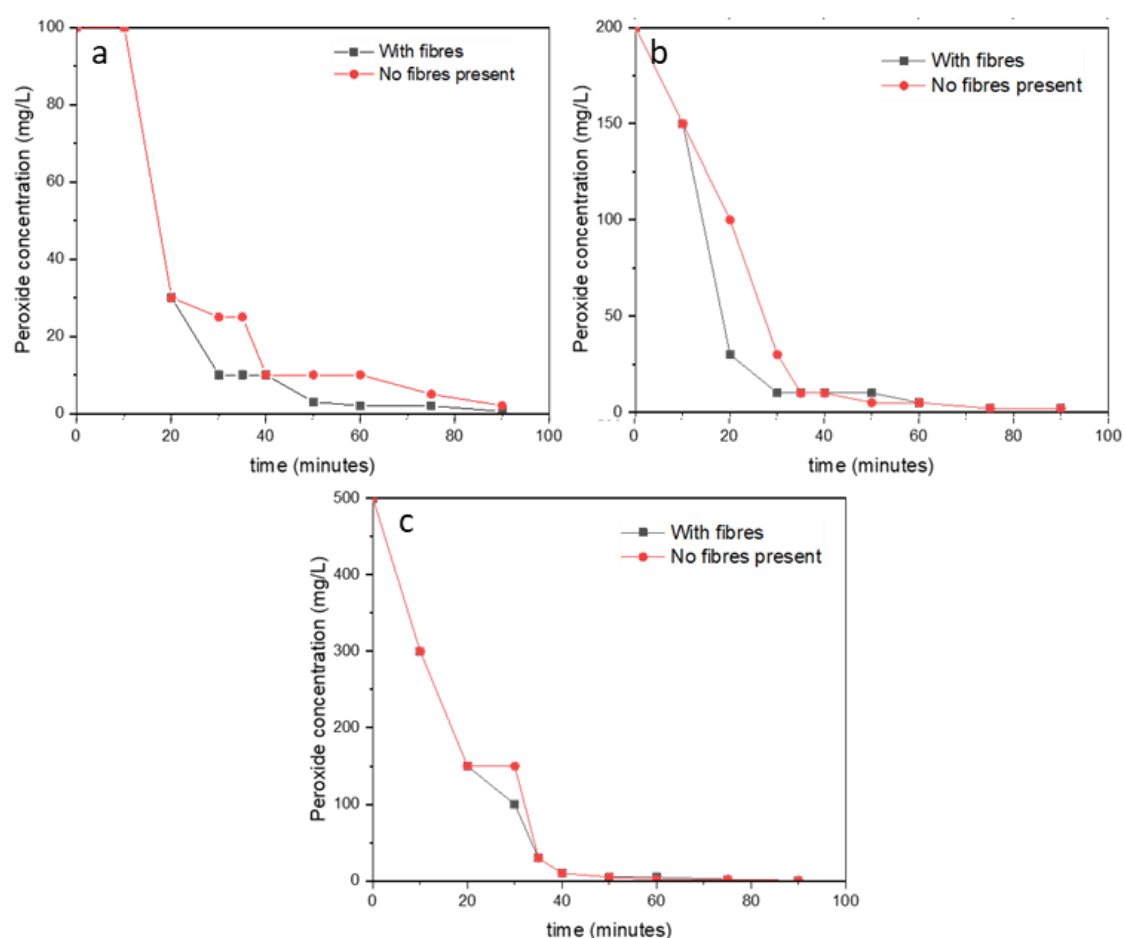 a
With fibres
No fibres present
Peroxide concentration (mg/L)
100
80
60
40
20
0
0 20 40 60 80 100
time (minutes)
b
With fibres
No fibres present
Peroxide concentration (mg/L)
200
150
100
50
0
0 20 40 60 80 100
time (minutes)
c
With fibres
No fibres present
Peroxide concentration (mg/L)
500
400
300
200
100
0
0 20 40 60 80 100
time (minutes)